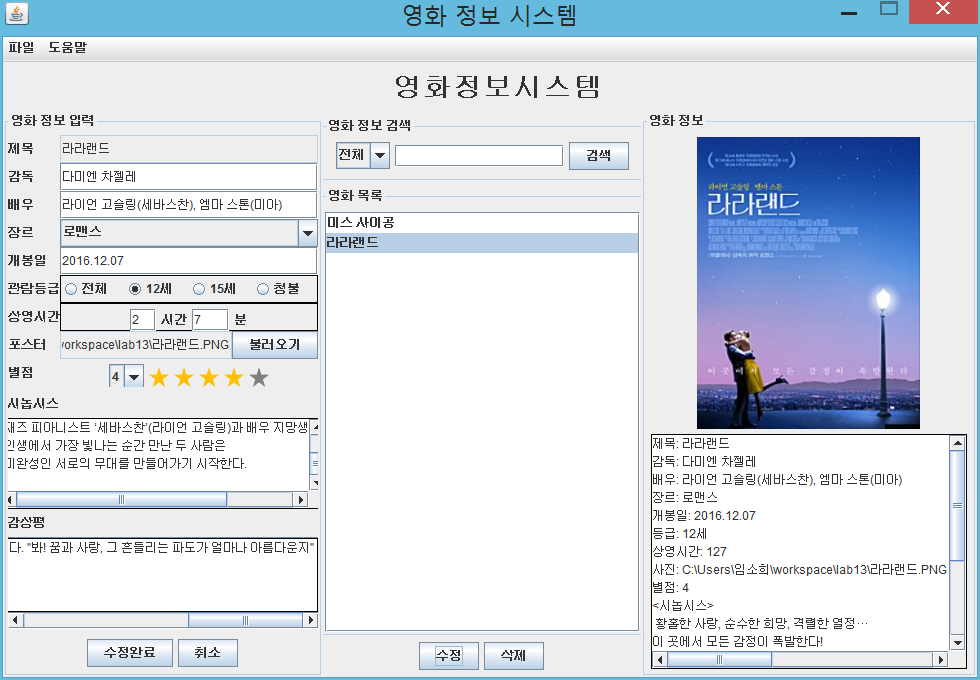 영화 정보 시스템
파일 도움말
영화정보시스템
영화 정보 입력
제목 라라랜드
감독 다미엔 차젤레
배우 라이언 고슬링(세바스찬), 엠마 스톤(미아)
장르 로맨스
개봉일 2016.12.07
관람등급 전체 12세 15세 청불
상영시간 2 시간 7 분
포스터 workspace\lab13\라라랜드.PNG 불러오기
별점 4
시놉시스
재즈 피아니스트 ‘세바스찬’(라이언 고슬링)과 배우 지망생
인생에서 가장 빛나는 순간 만난 두 사람은
미완성인 서로의 무대를 만들어가기 시작한다.
감상평
다. "봐! 꿈과 사랑, 그 흔들리는 파도가 얼마나 아름다운지"
수정완료 취소
영화 정보 검색
전체 검색
영화 목록
미스 사이공
라라랜드
수정 삭제
영화 정보
라이언 고슬링 엠마 스톤
라라랜드
이곳에서 모든 감정이 폭발한다
제목: 라라랜드
감독: 다미엔 차젤레
배우: 라이언 고슬링(세바스찬), 엠마 스톤(미아)
장르: 로맨스
개봉일: 2016.12.07
등급: 12세
상영시간: 127
사진: C:\Users\임소희\workspace\lab13\라라랜드.PNG
별점: 4
<시놉시스>
황홀한 사랑, 순수한 희망, 격렬한 열정…
이 곳에서 모든 감정이 폭발한다!